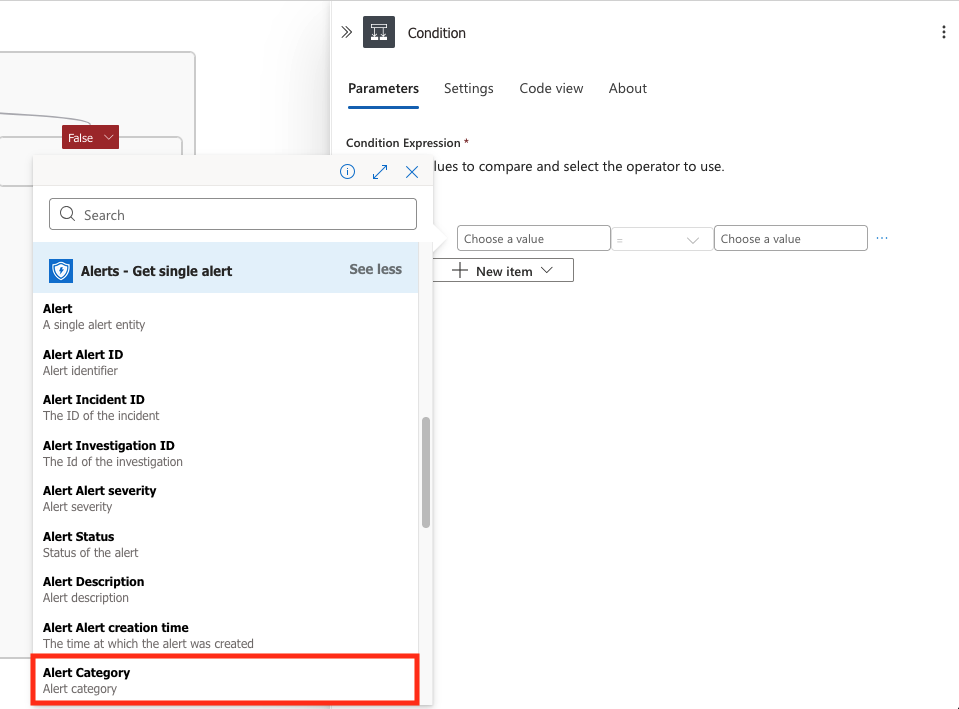 Condition
Parameters Settings Code view About
False
Condition Expression *
lues to compare and select the operator to use.
Search
Choose a value = Choose a value ...
New item
Alerts - Get single alert See less
Alert
A single alert entity
Alert Alert ID
Alert identifier
Alert Incident ID
The ID of the incident
Alert Investigation ID
The Id of the investigation
Alert Alert severity
Alert severity
Alert Status
Status of the alert
Alert Description
Alert description
Alert Alert creation time
The time at which the alert was created
Alert Category
Alert category